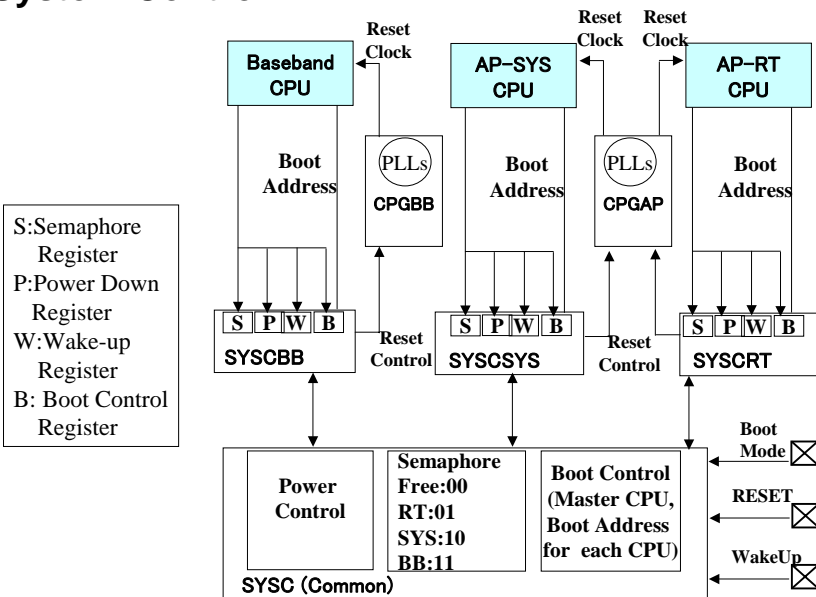 Reset
Clock
Reset
Clock
Reset
Clock
Baseband
CPU
AP-SYS
CPU
AP-RT
CPU
PLLs
CPGBB
PLLs
CPGAP
Boot
Address
Boot
Address
Boot
Address
S:Semaphore
Register
P:Power Down
Register
W:Wake-up
Register
B: Boot Control
Register
S P W B
SYSCBB
Reset
Control
S P W B
SYSCSYS
Reset
Control
S P W B
SYSCRT
Power
Control
Semaphore
Free:00
RT:01
SYS:10
BB:11
Boot Control
(Master CPU,
Boot Address
for each CPU)
SYSC (Common)
Boot
Mode
RESET
WakeUp